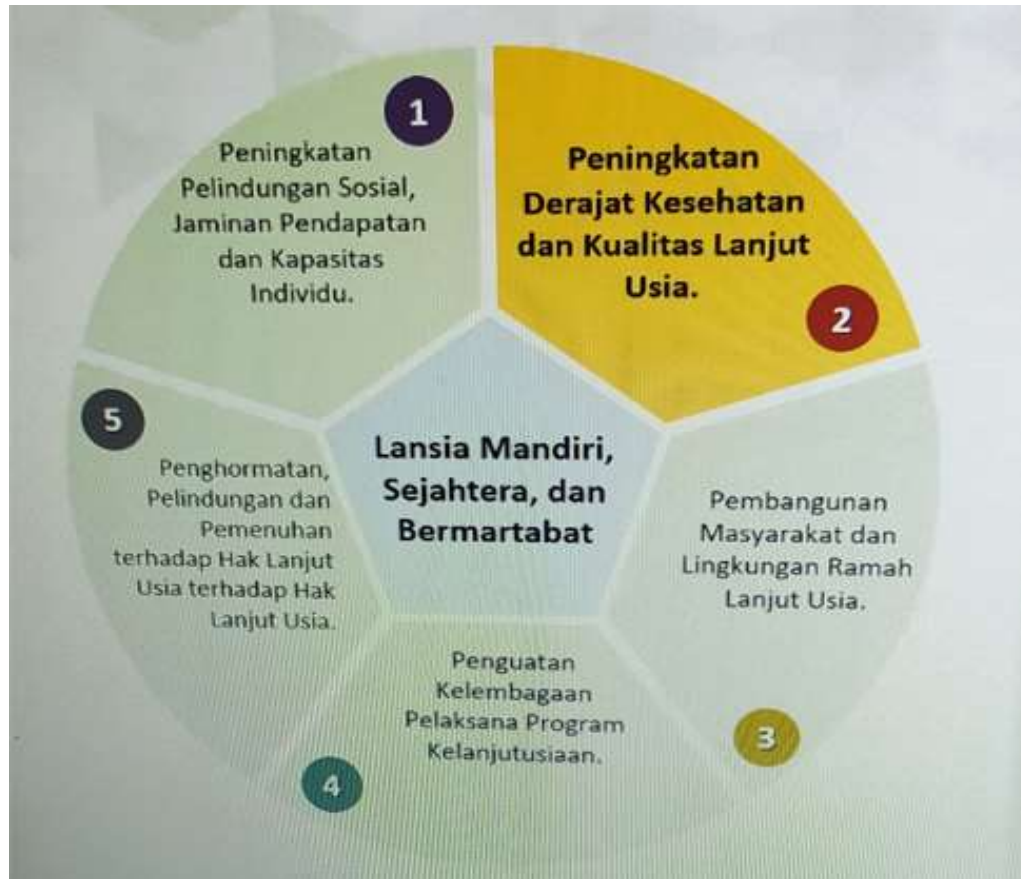 1
Peningkatan
Pelindungan Sosial,
Jaminan Pendapatan
dan Kapasitas
Individu.
Peningkatan
Derajat Kesehatan
dan Kualitas Lanjut
Usia.
2
Pembangunan
Masyarakat dan
Lingkungan Ramah
Lanjut Usia.
3
Penguatan
Kelembagaan
Pelaksana Program
Kelanjutusiaan.
4
5
Penghormatan,
Pelindungan dan
Pemenuhan
terhadap Hak Lanjut
Usia terhadap Hak
Lanjut Usia.
Lansia Mandiri,
Sejahtera, dan
Bermartabat